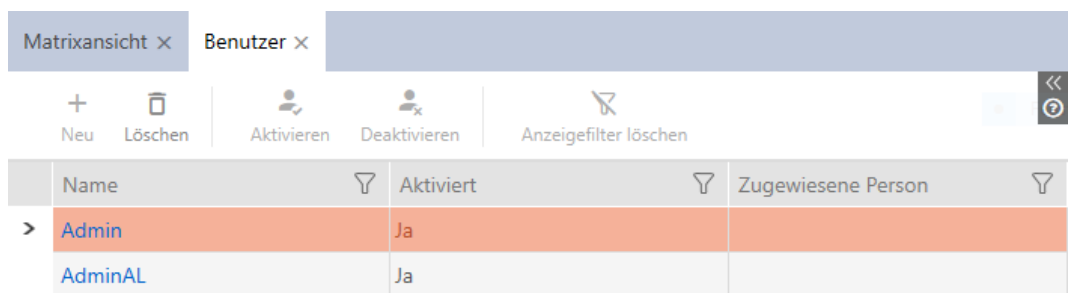 Matrixansicht × Benutzer ×
Neu Löschen Aktivieren Deaktivieren Anzeigefilter löschen
Name Aktiviert Zugewiesene Person
Admin Ja
AdminAL Ja